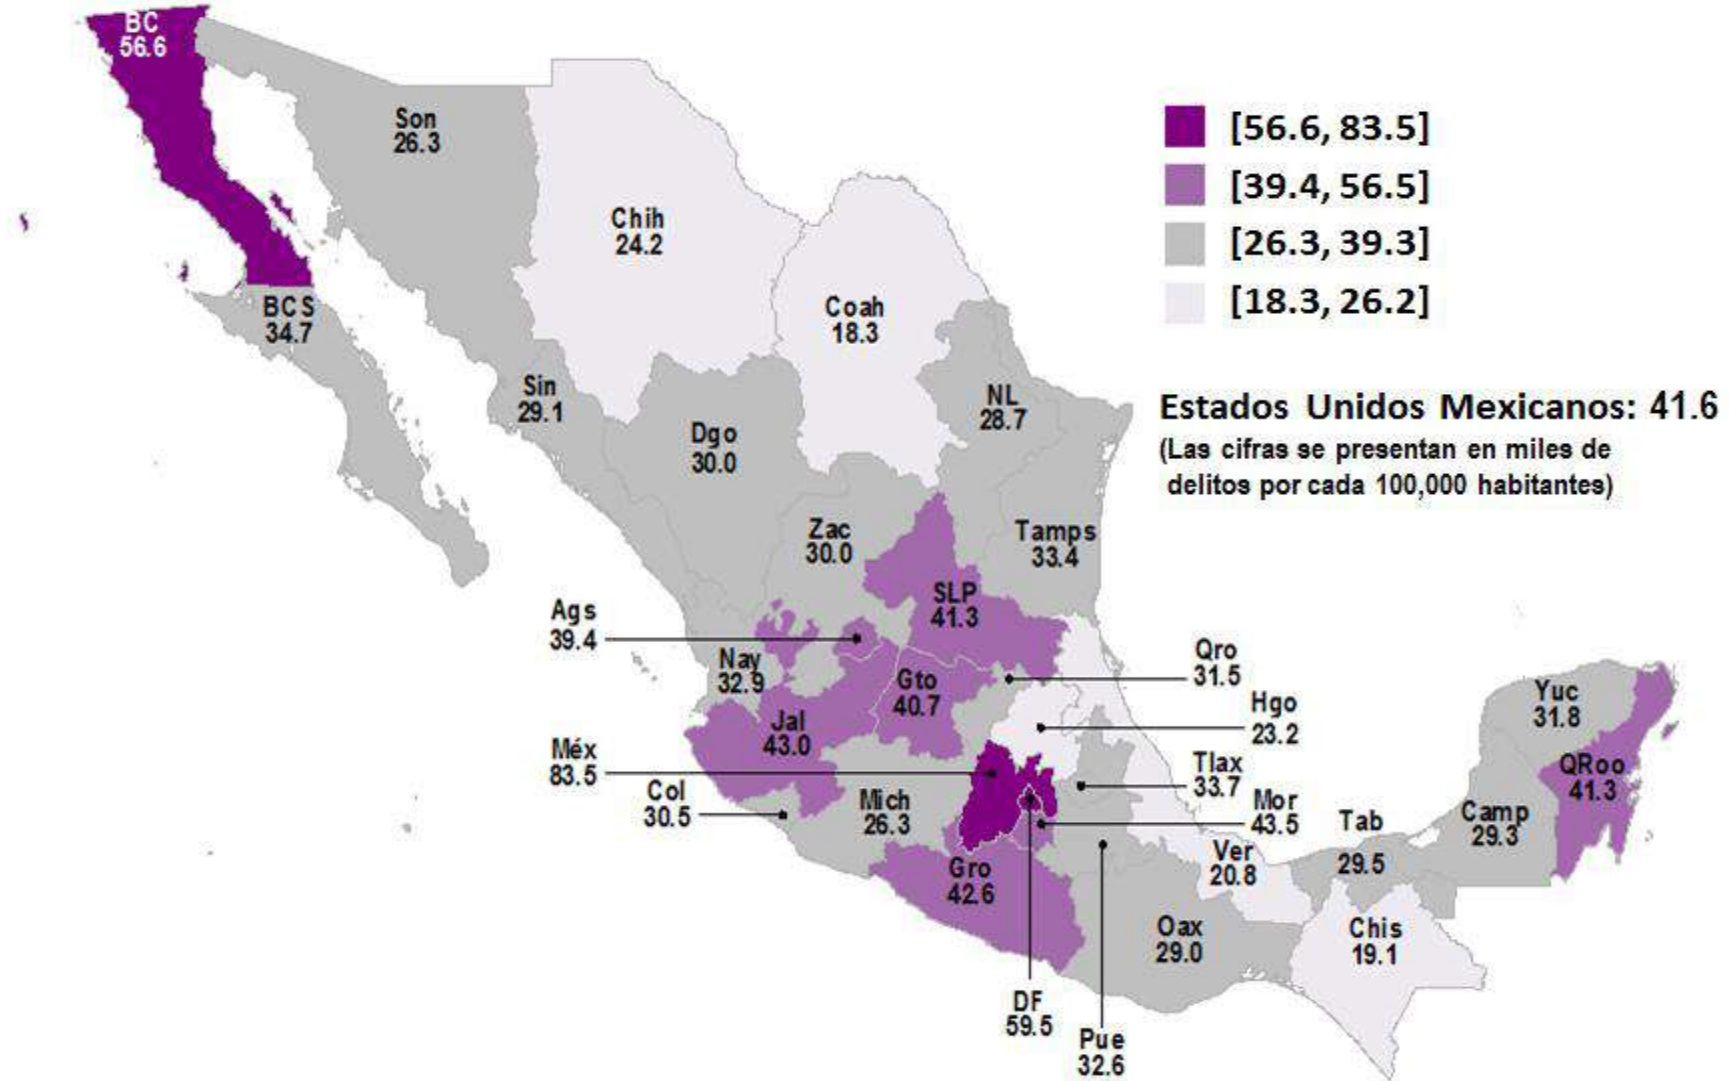 BC
56.6
Son
26.3
Chih
24.2
Coah
18.3
BCS
34.7
Sin
29.1
Dgo
30.0
NL
28.7
Zac
30.0
Tamps
33.4
SLP
41.3
Ags
39.4
Nay
32.9
Gto
40.7
Jal
43.0
Méx
83.5
Col
30.5
Mich
26.3
Gro
42.6
Qro
31.5
Hgo
23.2
Tlax
33.7
Mor
43.5
Ver
20.8
Tab
29.5
Oax
29.0
DF
59.5
Pue
32.6
Chis
19.1
Camp
29.3
Yuc
31.8
QRoo
41.3
[56.6, 83.5]
[39.4, 56.5]
[26.3, 39.3]
[18.3, 26.2]
Estados Unidos Mexicanos: 41.6
(Las cifras se presentan en miles de
delitos por cada 100,000 habitantes)